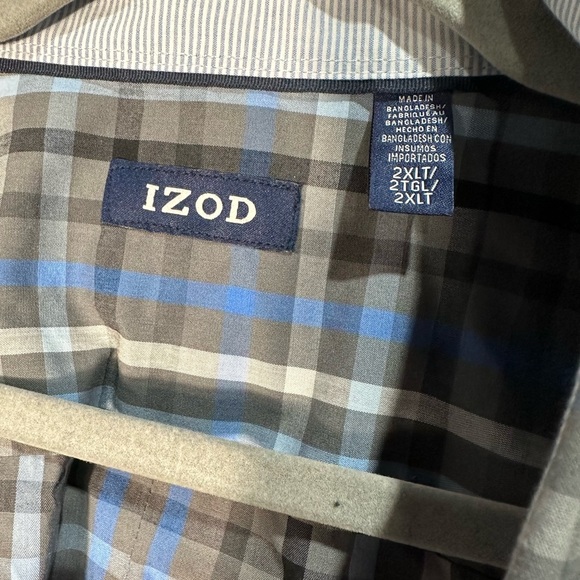 IZOD
MADE IN
BANGLADESH/
FABRIQUÉ AU
BANGLADESH/
HECHO EN
BANGLADESH CON
INSUMOS
IMPORTADOS
2XLT/
2TGL/
2XLT